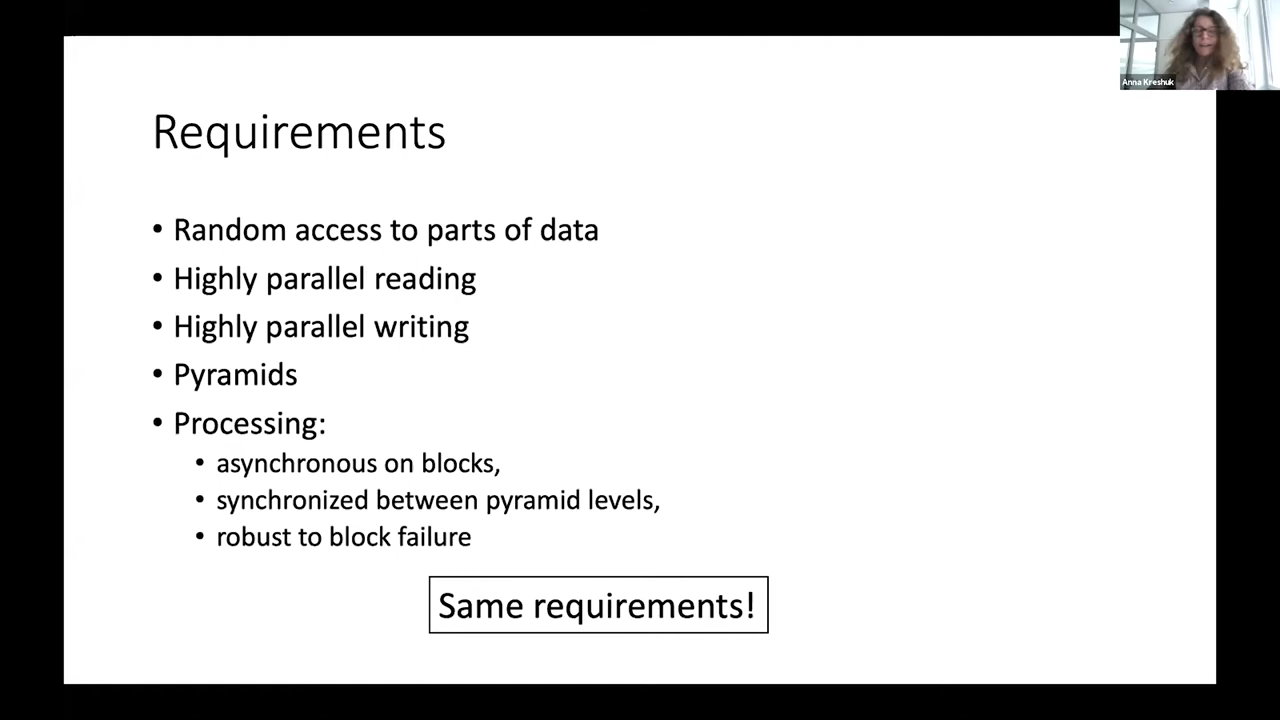 Anna Kreshuk
Requirements
• Random access to parts of data
• Highly parallel reading
• Highly parallel writing
• Pyramids
• Processing:
• asynchronous on blocks,
• synchronized between pyramid levels,
• robust to block failure
Same requirements!